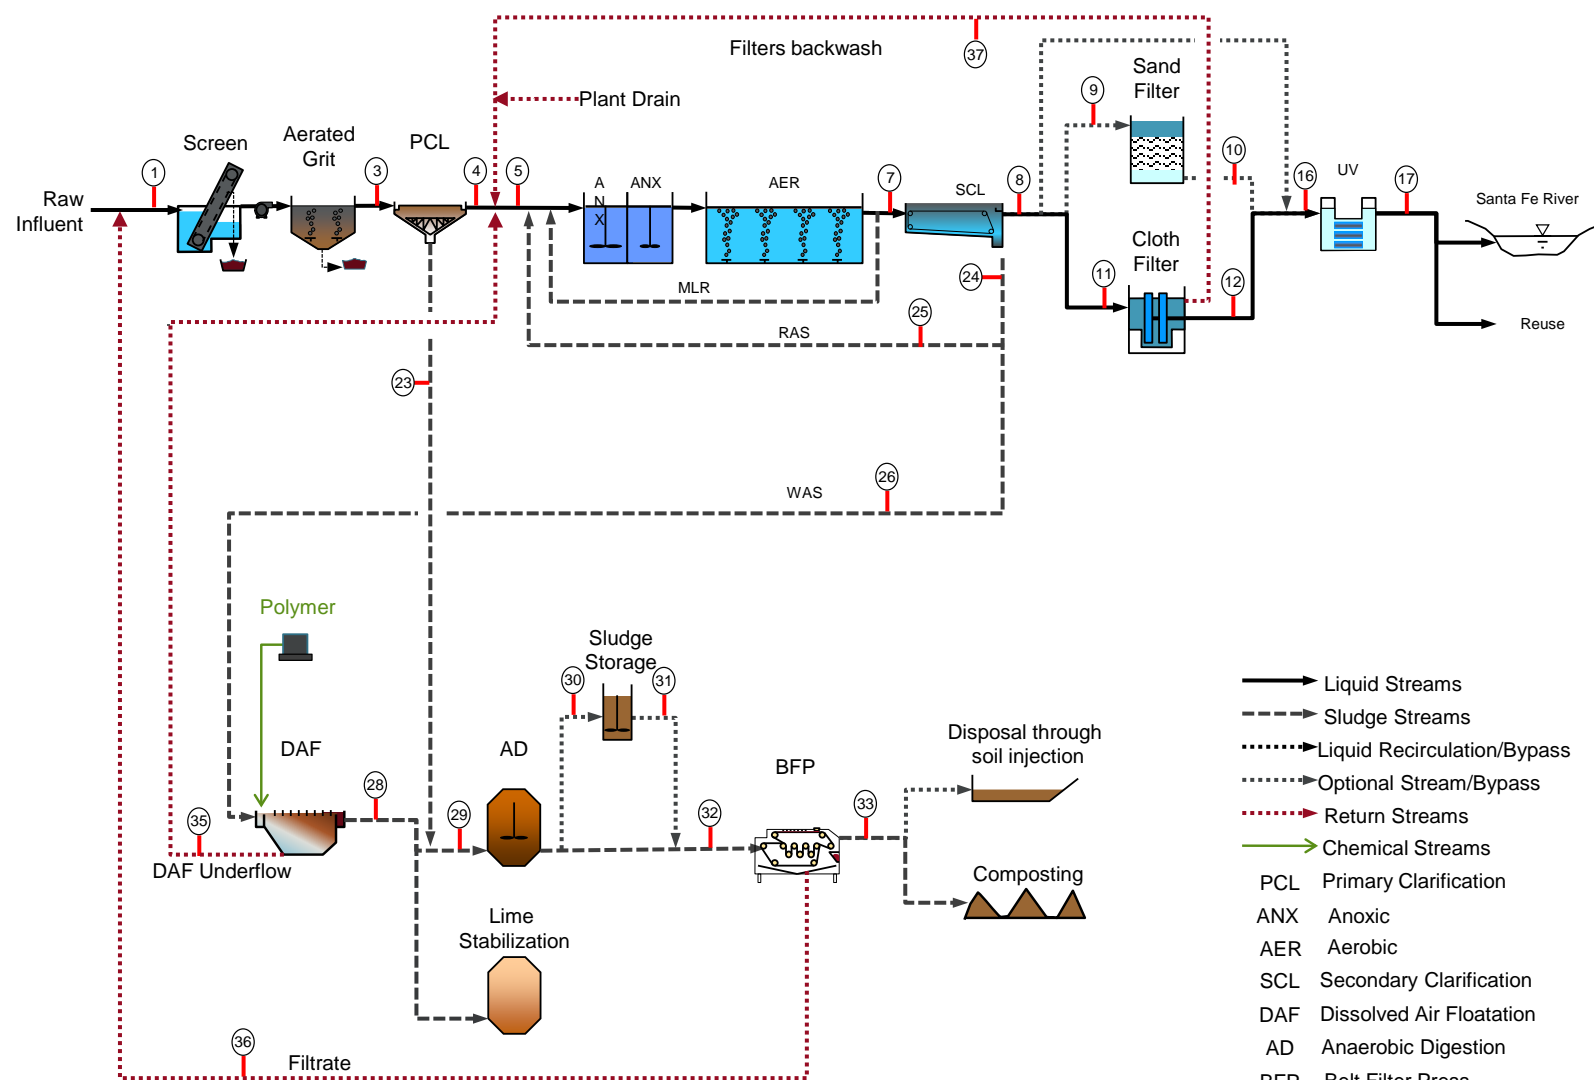 Filters backwash
37
Sand
Filter
9
Plant Drain
Screen
Aerated
Grit
PCL
1
3
4
5
A
N
X
ANX
AER
7
SCL
8
10
16
UV
17
Raw
Influent
Santa Fe River
Cloth
Filter
24
11
12
MLR
25
RAS
Reuse
23
26
WAS
Polymer
Sludge
Storage
30
31
Disposal through
soil injection
DAF
AD
BFP
28
29
32
33
35
DAF Underflow
Composting
Lime
Stabilization
36
Filtrate
Liquid Streams
Sludge Streams
Liquid Recirculation/Bypass
Optional Stream/Bypass
Return Streams
Chemical Streams
PCL Primary Clarification
ANX Anoxic
AER Aerobic
SCL Secondary Clarification
DAF Dissolved Air Floatation
AD Anaerobic Digestion
BFP Belt Filter Press